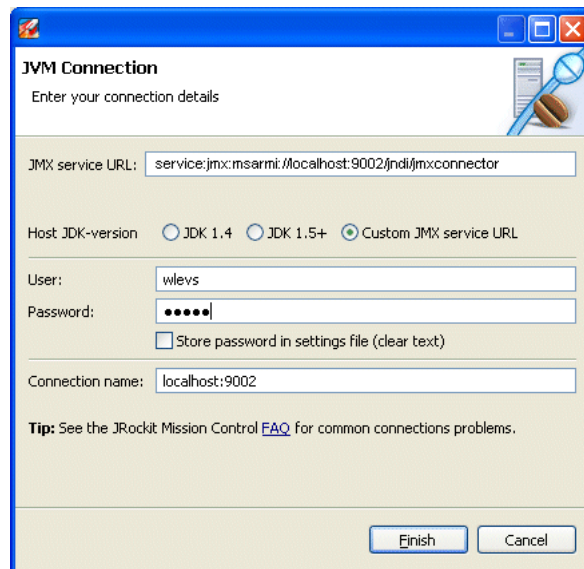 JVM Connection
Enter your connection details
JMX service URL: service:jmx:msarmi://localhost:9002/jndi/jmxconnector
Host JDK-version JDK 1.4 JDK 1.5+ Custom JMX service URL
User: wlevs
Password: •••••
Store password in settings file (clear text)
Connection name: localhost:9002
Tip: See the JRockit Mission Control FAQ for common connections problems.
Finish Cancel